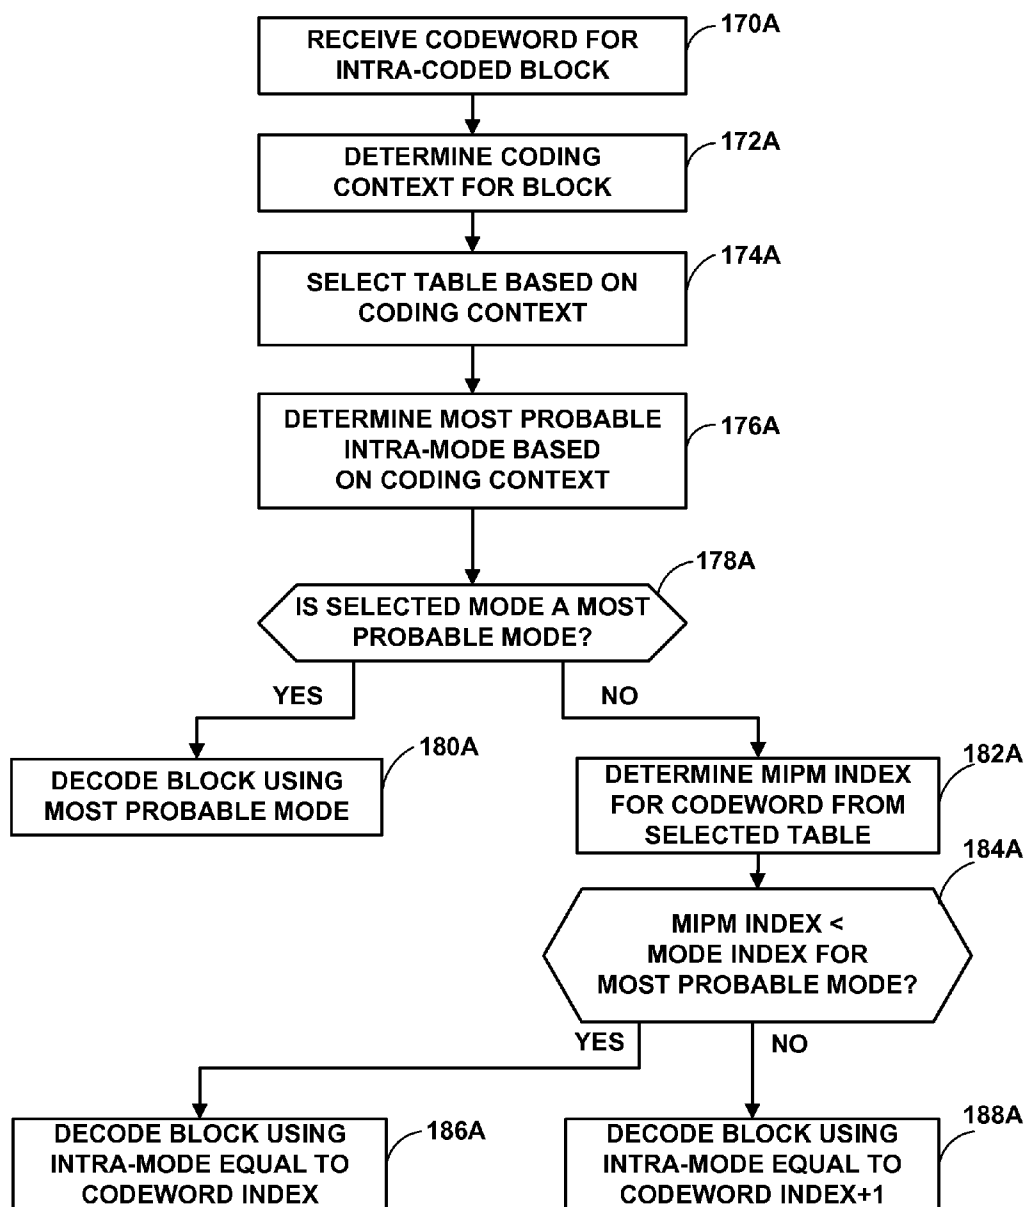 RECEIVE CODEWORD FOR
INTRA-CODED BLOCK
170A
DETERMINE CODING
CONTEXT FOR BLOCK
172A
SELECT TABLE BASED ON
CODING CONTEXT
174A
DETERMINE MOST PROBABLE
INTRA-MODE BASED
ON CODING CONTEXT
176A
IS SELECTED MODE A MOST
PROBABLE MODE?
178A
YES
NO
DECODE BLOCK USING
MOST PROBABLE MODE
180A
DETERMINE MIPM INDEX
FOR CODEWORD FROM
SELECTED TABLE
182A
MIPM INDEX <
MODE INDEX FOR
MOST PROBABLE MODE?
184A
YES
NO
DECODE BLOCK USING
INTRA-MODE EQUAL TO
CODEWORD INDEX
186A
DECODE BLOCK USING
INTRA-MODE EQUAL TO
CODEWORD INDEX+1
188A